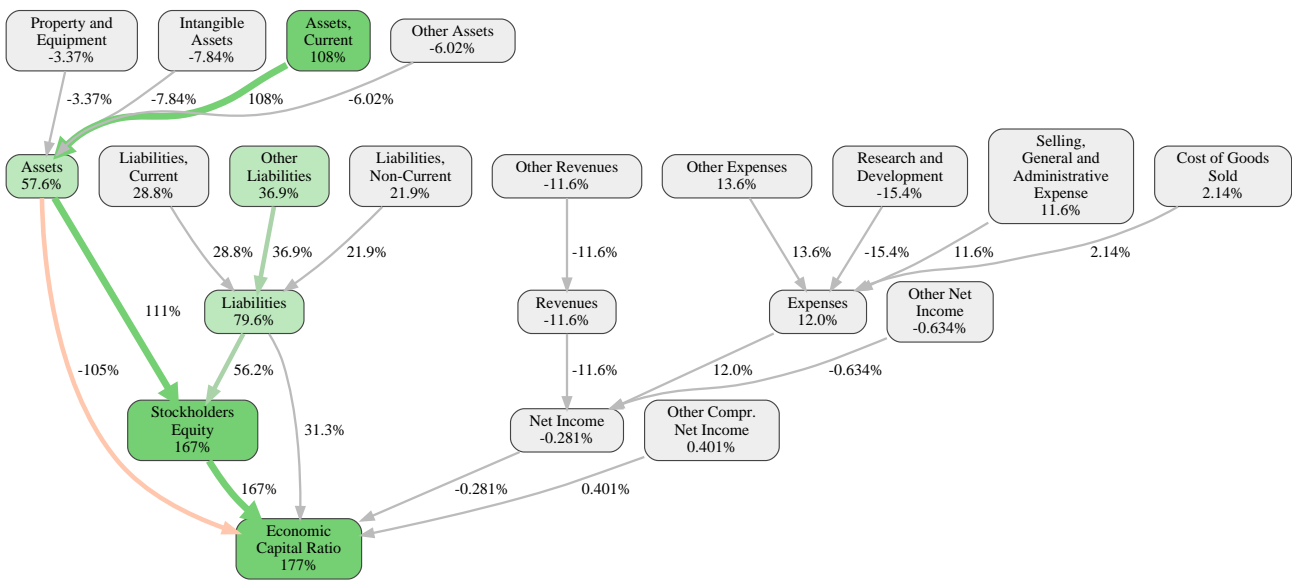 Property and
Equipment
-3.37%
Intangible
Assets
-7.84%
Assets,
Current
108%
Other Assets
-6.02%
-3.37%
-7.84%
108%
-6.02%
Assets
57.6%
Liabilities,
Current
28.8%
Other
Liabilities
36.9%
Liabilities,
Non-Current
21.9%
Other Revenues
-11.6%
Other Expenses
13.6%
Research and
Development
-15.4%
Selling,
General and
Administrative
Expense
11.6%
Cost of Goods
Sold
2.14%
28.8%
36.9%
21.9%
-11.6%
13.6%
-15.4%
11.6%
2.14%
Liabilities
79.6%
Revenues
-11.6%
Expenses
12.0%
Other Net
Income
-0.634%
111%
-105%
56.2%
-11.6%
12.0%
-0.634%
Stockholders
Equity
167%
31.3%
Net Income
-0.281%
Other Compr.
Net Income
0.401%
167%
-0.281%
0.401%
Economic
Capital Ratio
177%